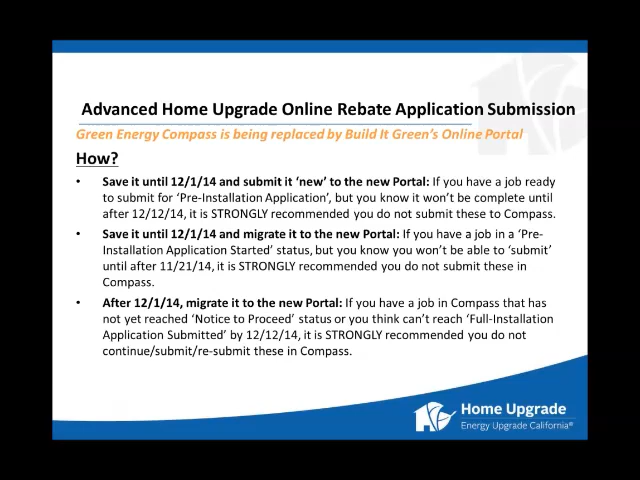 Advanced Home Upgrade Online Rebate Application Submission
Green Energy Compass is being replaced by Build It Green's Online Portal
How?
• Save it until 12/1/14 and submit it 'new' to the new Portal: If you have a job ready
to submit for 'Pre-Installation Application', but you know it won't be complete until
after 12/12/14, it is STRONGLY recommended you do not submit these to Compass.
• Save it until 12/1/14 and migrate it to the new Portal: If you have a job in a 'Pre-
Installation Application Started' status, but you know you won't be able to 'submit'
until after 11/21/14, it is STRONGLY recommended you do not submit these in
Compass.
• After 12/1/14, migrate it to the new Portal: If you have a job in Compass that has
not yet reached 'Notice to Proceed' status or you think can't reach 'Full-Installation
Application Submitted' by 12/12/14, it is STRONGLY recommended you do not
continue/submit/re-submit these in Compass.
Home Upgrade
Energy Upgrade California®